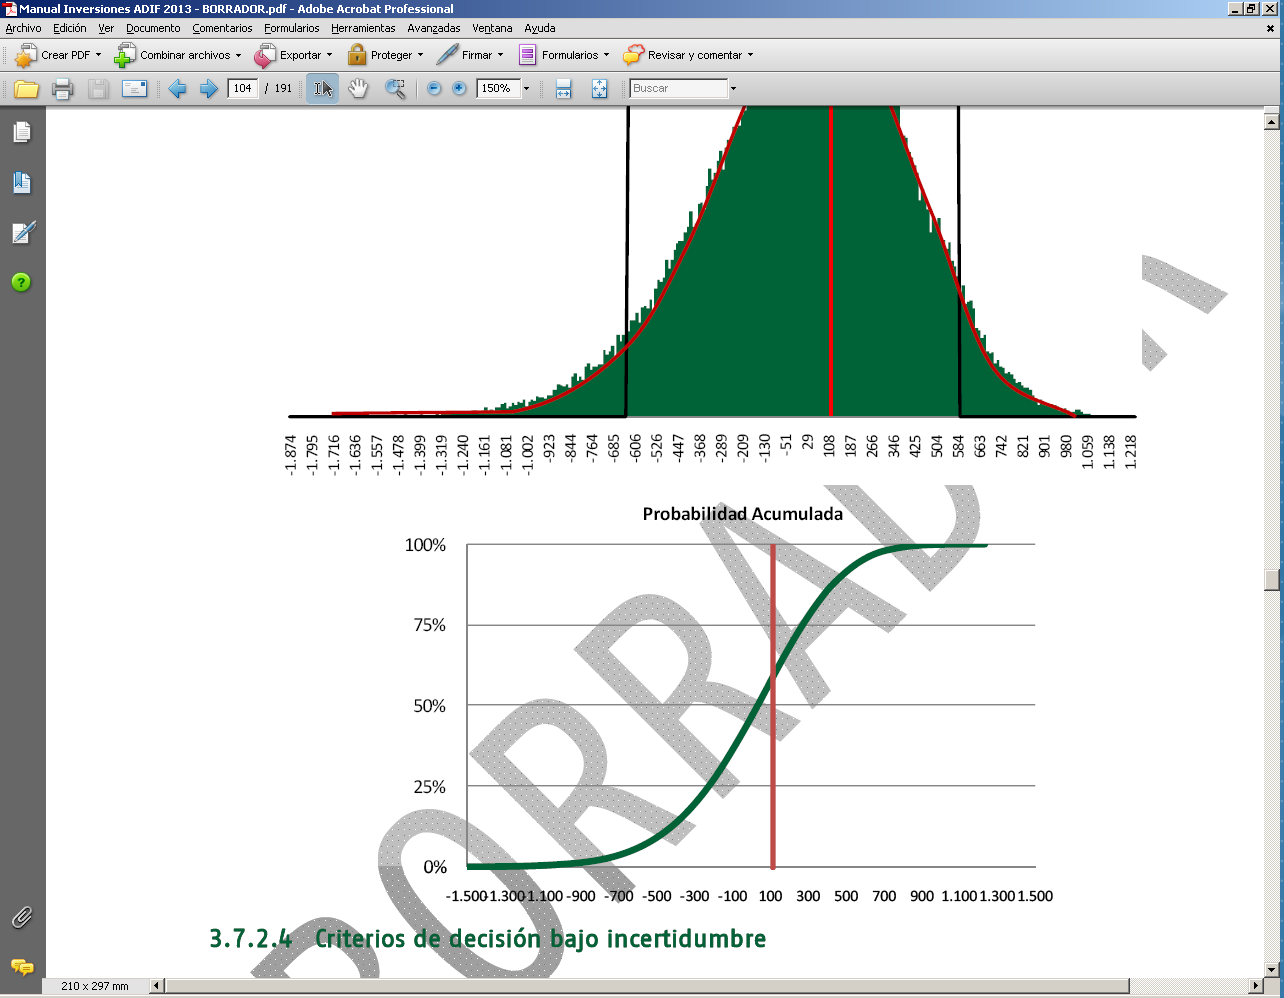 Manual Inversiones ADIF 2013 - BORRADOR.pdf - Adobe Acrobat Professional
Archivo Edición Ver Documento Comentarios Formularios Herramientas Avanzadas Ventana Ayuda
Crear PDF Combinar archivos Exportar Proteger Firmar Formularios Revisar y comentar
104 / 191 150% Buscar
-1.874 -1.795 -1.716 -1.636 -1.557 -1.478 -1.399 -1.319 -1.240 -1.161 -1.081 -1.002 -923 -844 -764 -685 -606 -526 -447 -368 -289 -209 -130 -51 29 108 187 266 346 425 504 584 663 742 821 901 980 1.059 1.138 1.218
Probabilidad Acumulada
100%
75%
50%
25%
0%
-1.500 -1.300 -1.100 -900 -700 -500 -300 -100 100 300 500 700 900 1.100 1.300 1.500
3.7.2.4 Criterios de decisión bajo incertidumbre
BORRAD
210 x 297 mm